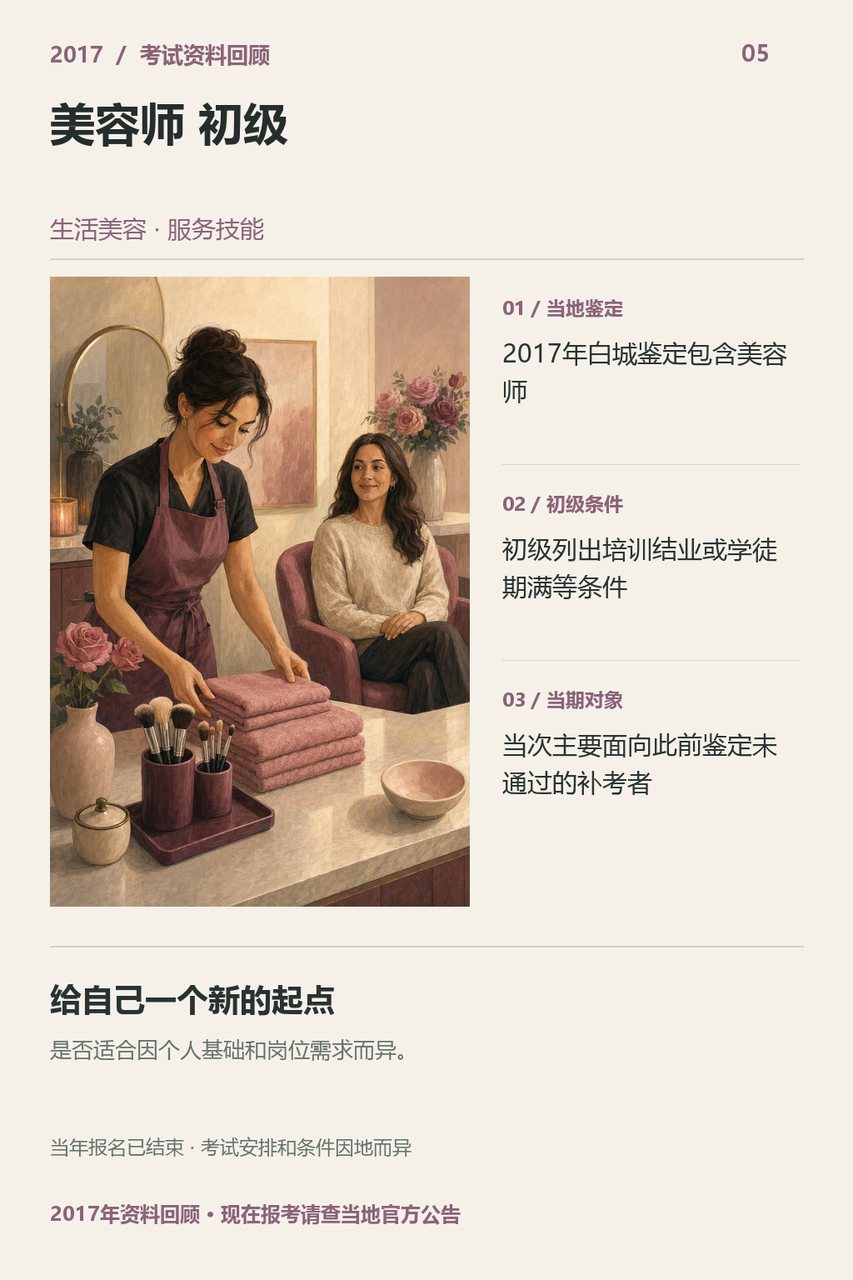 2017 / 考试资料回顾
05
美容师 初级
生活美容 · 服务技能
01 / 当地鉴定
2017年白城鉴定包含美容
师
02 / 初级条件
初级列出培训结业或学徒
期满等条件
03 / 当期对象
当次主要面向此前鉴定未
通过的补考者
给自己一个新的起点
是否适合因个人基础和岗位需求而异。
当年报名已结束 · 考试安排和条件因地而异
2017年资料回顾 • 现在报考请查当地官方公告